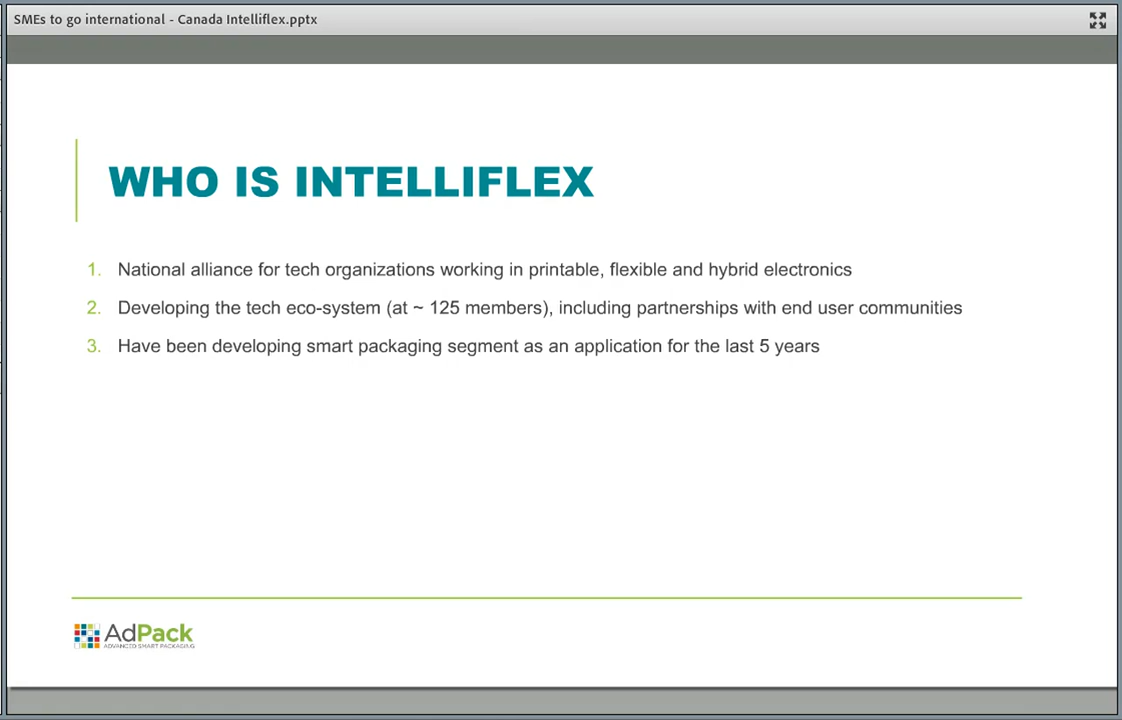 SMEs to go international - Canada Intelliflex.pptx
WHO IS INTELLIFLEX
1. National alliance for tech organizations working in printable, flexible and hybrid electronics
2. Developing the tech eco-system (at ~ 125 members), including partnerships with end user communities
3. Have been developing smart packaging segment as an application for the last 5 years
AdPack
ADVANCED SMART PACKAGING